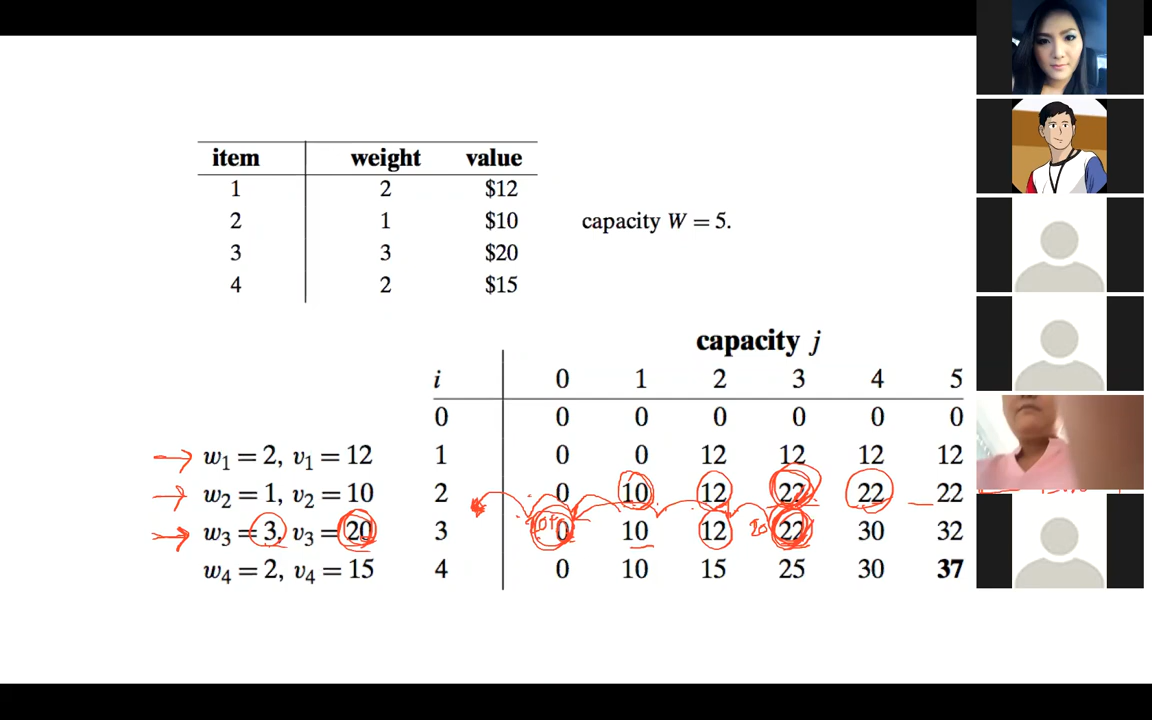 item weight value
1 2 $12
2 1 $10
3 3 $20
4 2 $15
capacity W = 5.
capacity j
i 0 1 2 3 4 5
0 0 0 0 0 0 0
w₁ = 2, v₁ = 12 1 0 0 12 12 12 12
w₂ = 1, v₂ = 10 2 0 10 12 22 22 22
w₃ = 3, v₃ = 20 3 0 10 12 20 22 30 32
w₄ = 2, v₄ = 15 4 0 10 15 25 30 37